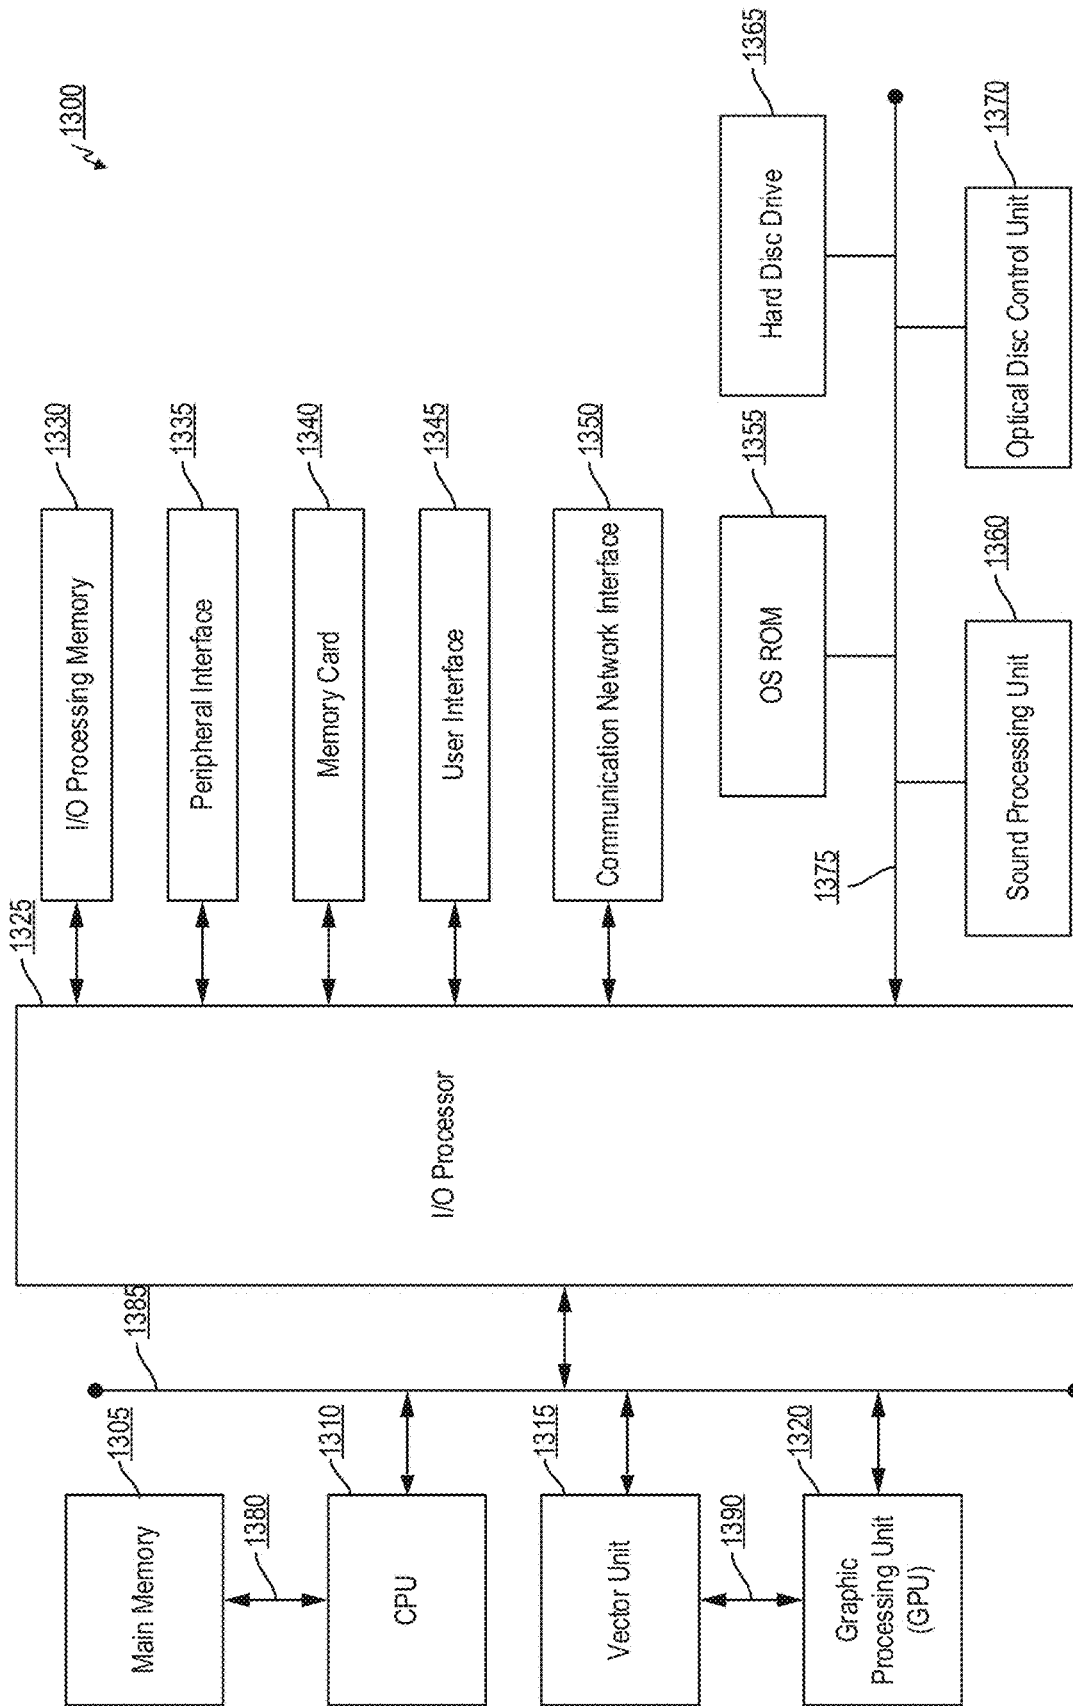 1300
Main Memory
1305
1380
CPU
1310
Vector Unit
1315
1390
Graphic
Processing Unit
(GPU)
1320
1385
I/O Processor
1325
I/O Processing Memory
1330
Peripheral Interface
1335
Memory Card
1340
User Interface
1345
Communication Network Interface
1350
OS ROM
1355
Hard Disc Drive
1365
1375
Sound Processing Unit
1360
Optical Disc Control Unit
1370